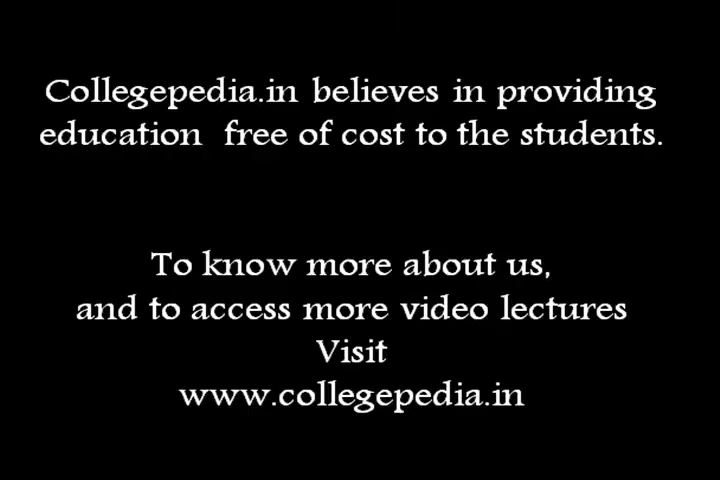 Collegepedia.in believes in providing
education free of cost to the students.
To know more about us,
and to access more video lectures
Visit
www.collegepedia.in